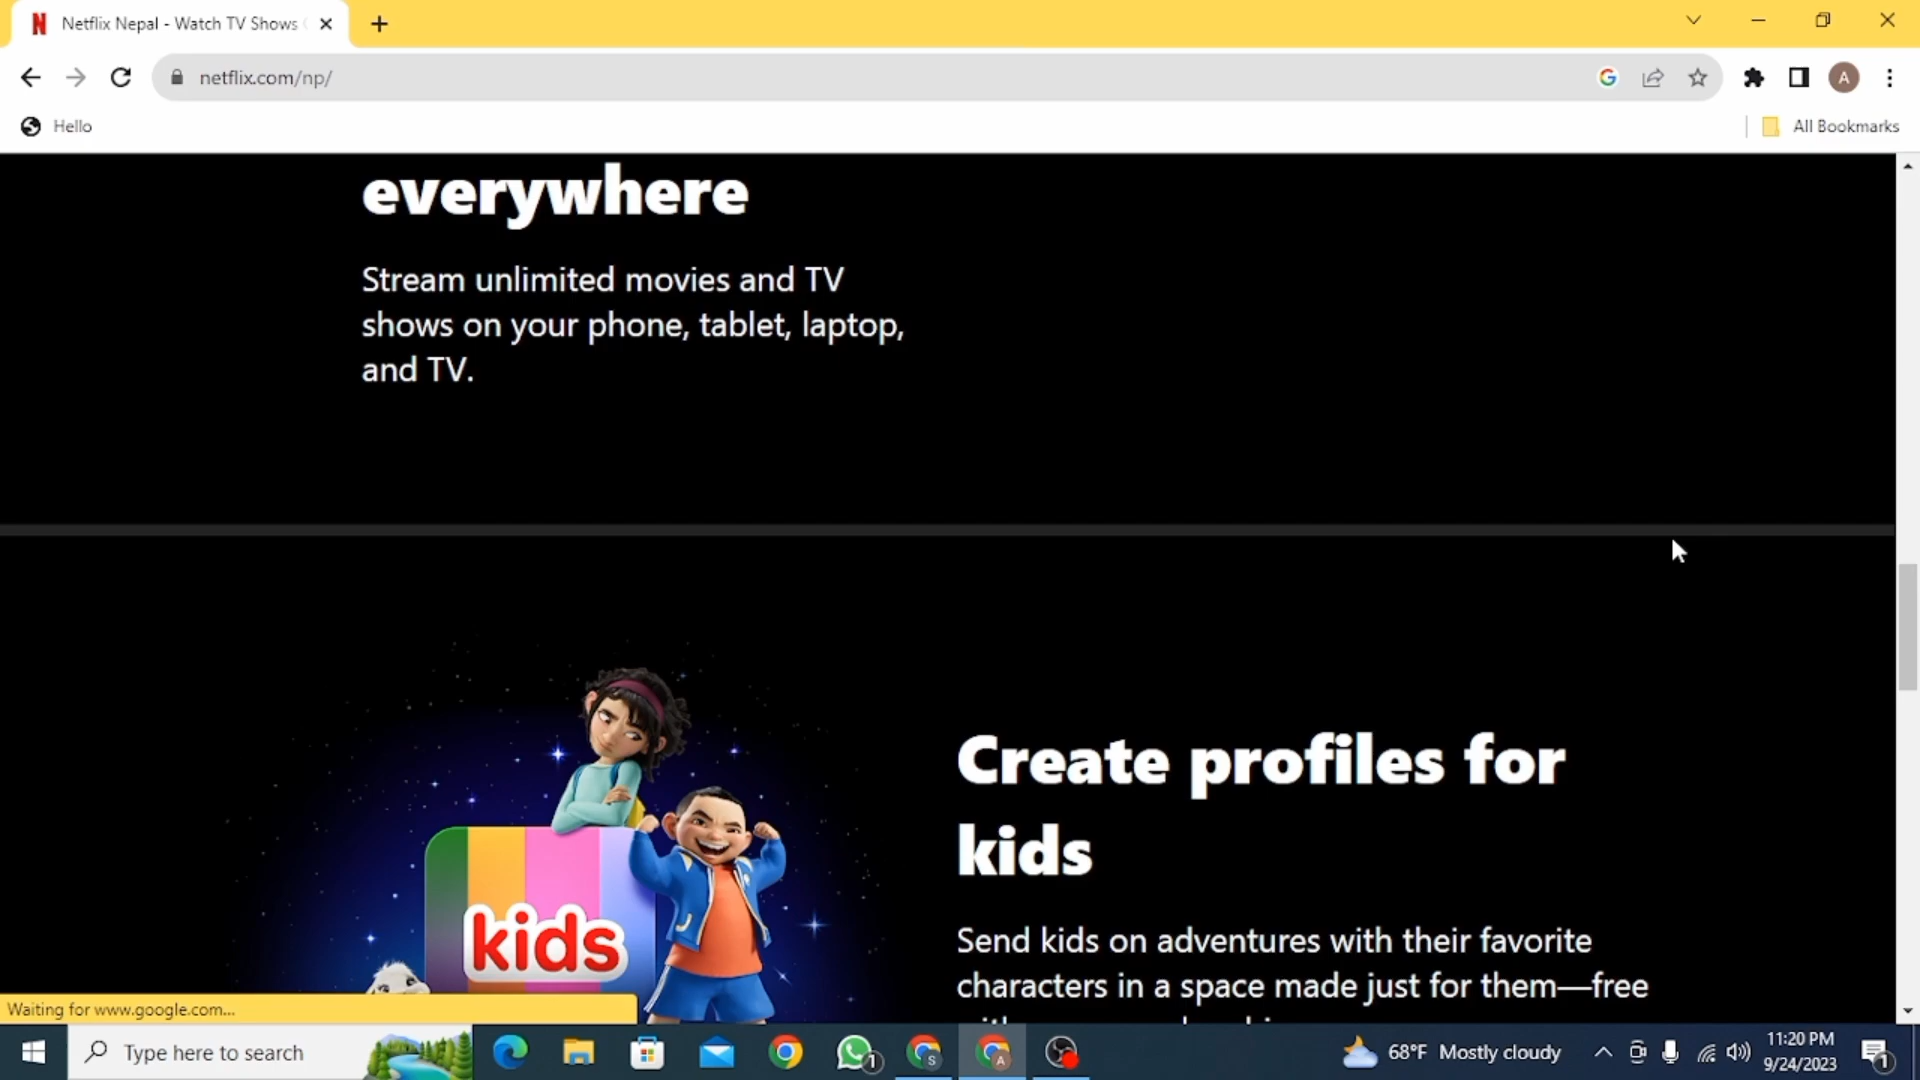 Netflix Nepal - Watch TV Shows
netflix.com/np/
A
Hello
All Bookmarks
everywhere
Stream unlimited movies and TV
shows on your phone, tablet, laptop,
and TV.
Create profiles for
kids
kids
Send kids on adventures with their favorite
characters in a space made just for them—free
Waiting for www.google.com...
Type here to search
1
S
A
68°F Mostly cloudy
11:20 PM
9/24/2023
1